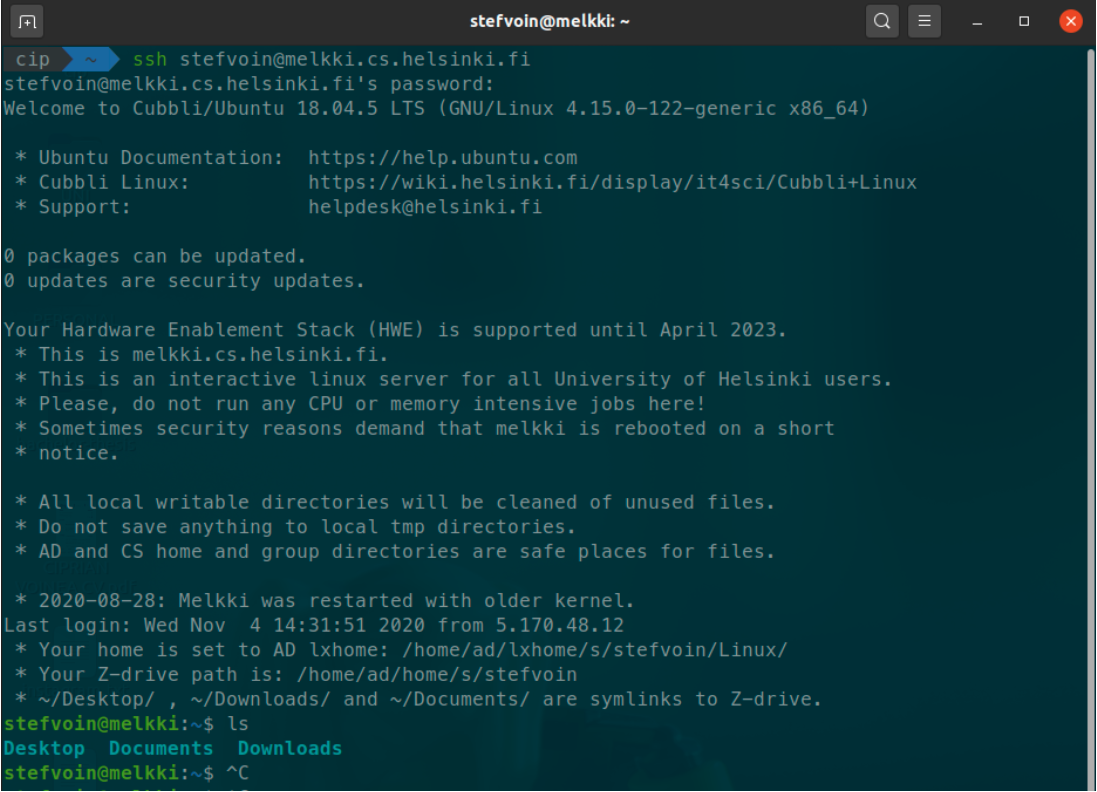 stefvoin@melkki: ~
cip ~ ssh stefvoin@melkki.cs.helsinki.fi
stefvoin@melkki.cs.helsinki.fi's password:
Welcome to Cubbli/Ubuntu 18.04.5 LTS (GNU/Linux 4.15.0-122-generic x86_64)
* Ubuntu Documentation:  https://help.ubuntu.com
* Cubbli Linux:          https://wiki.helsinki.fi/display/it4sci/Cubbli+Linux
* Support:               helpdesk@helsinki.fi
0 packages can be updated.
0 updates are security updates.
Your Hardware Enablement Stack (HWE) is supported until April 2023.
* This is melkki.cs.helsinki.fi.
* This is an interactive linux server for all University of Helsinki users.
* Please, do not run any CPU or memory intensive jobs here!
* Sometimes security reasons demand that melkki is rebooted on a short
* notice.
* All local writable directories will be cleaned of unused files.
* Do not save anything to local tmp directories.
* AD and CS home and group directories are safe places for files.
* 2020-08-28: Melkki was restarted with older kernel.
Last login: Wed Nov  4 14:31:51 2020 from 5.170.48.12
* Your home is set to AD lxhome: /home/ad/lxhome/s/stefvoin/Linux/
* Your Z-drive path is: /home/ad/home/s/stefvoin
* ~/Desktop/ , ~/Downloads/ and ~/Documents/ are symlinks to Z-drive.
stefvoin@melkki:~$ ls
Desktop  Documents  Downloads
stefvoin@melkki:~$ ^C